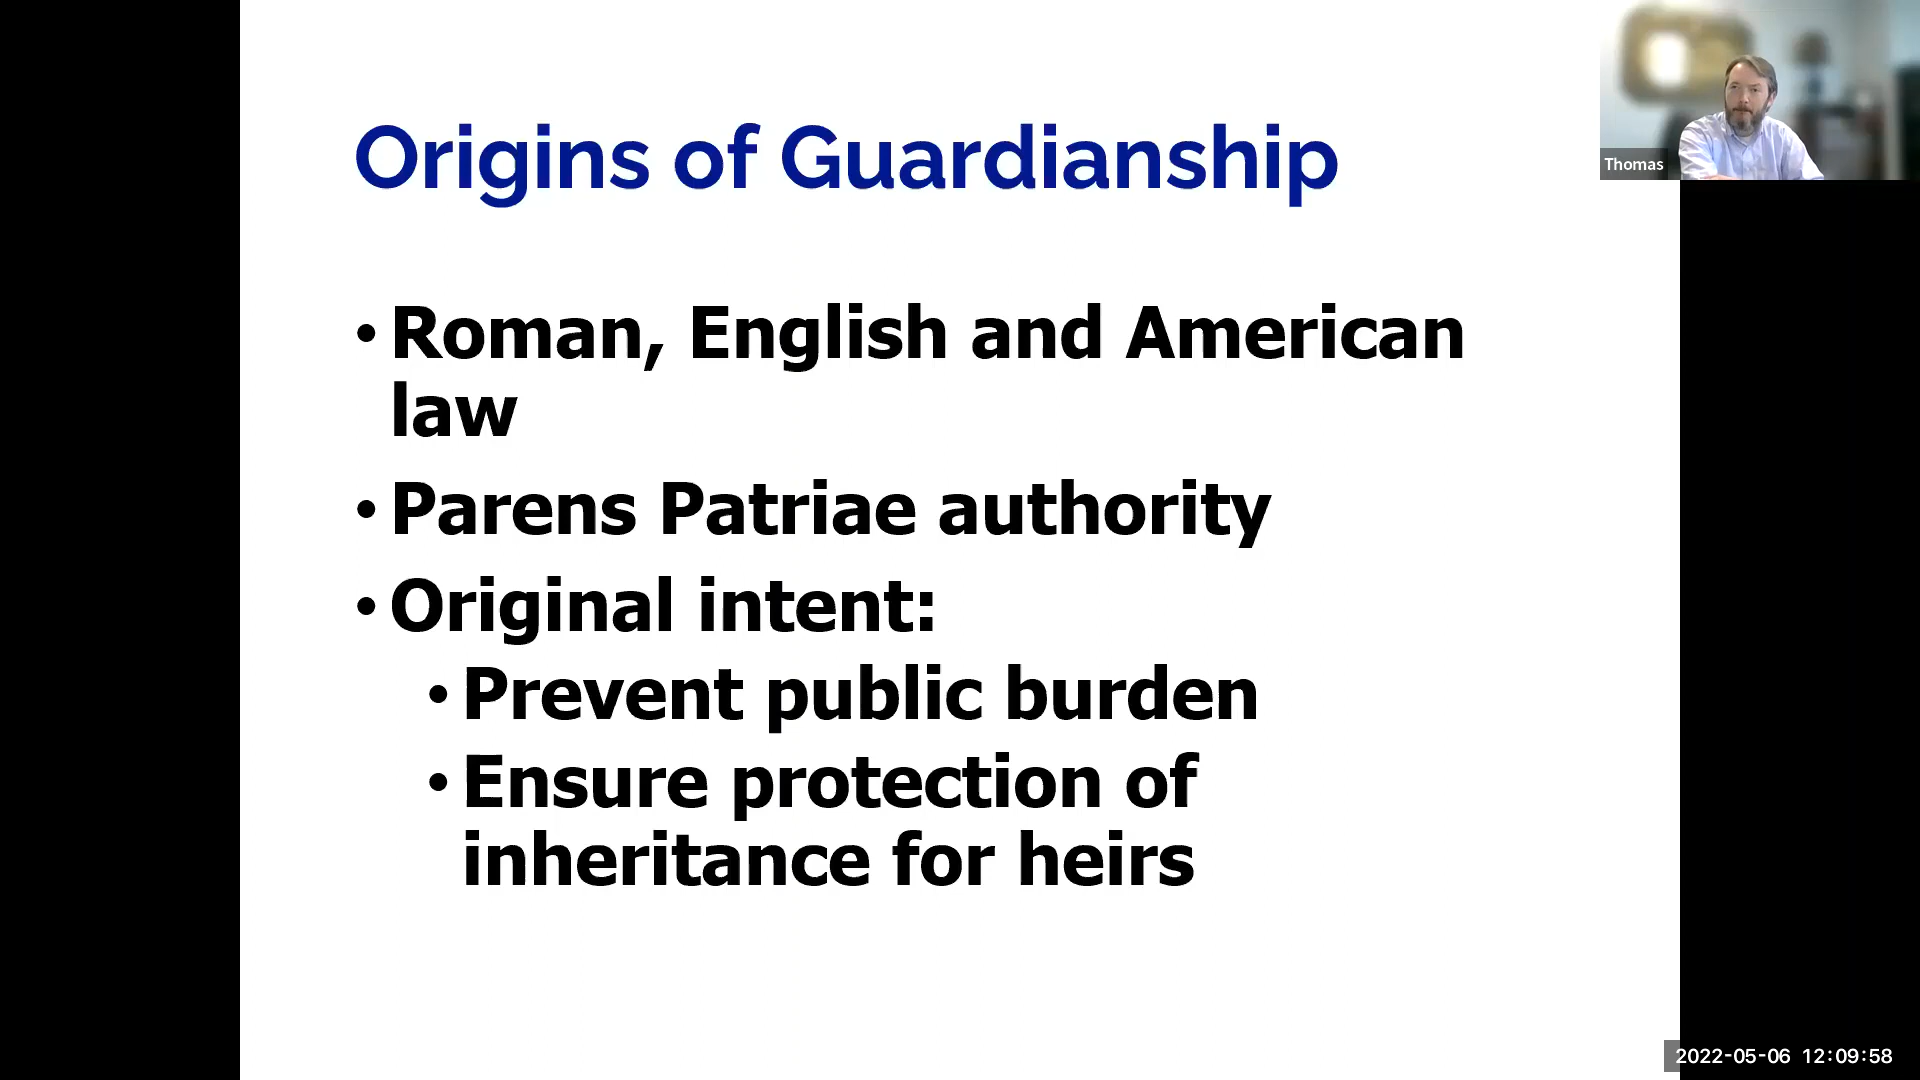 Origins of Guardianship
• Roman, English and American
law
• Parens Patriae authority
• Original intent:
• Prevent public burden
• Ensure protection of
inheritance for heirs
Thomas
2022-05-06 12:09:58